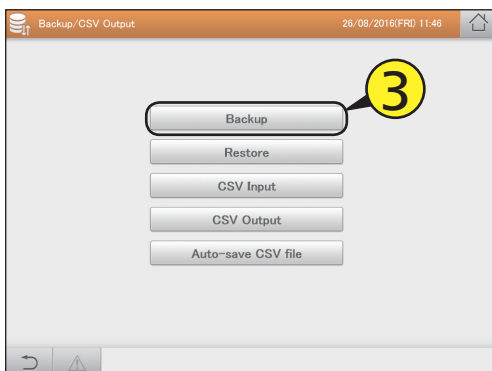 Backup/CSV Output
26/08/2016(FRI) 11:46
3
Backup
Restore
CSV Input
CSV Output
Auto-save CSV file